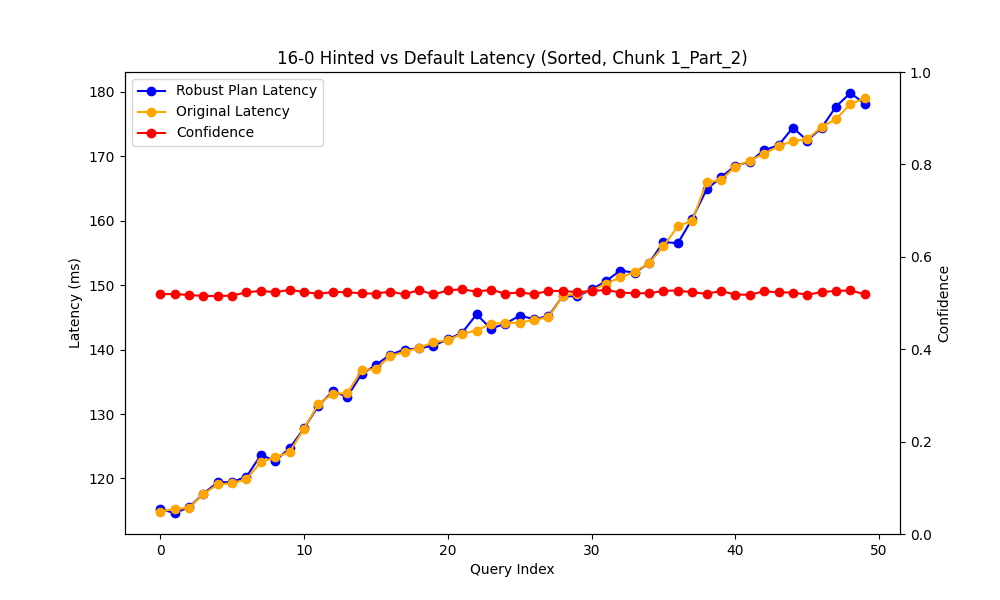 16-0 Hinted vs Default Latency (Sorted, Chunk 1_Part_2)
Robust Plan Latency
Original Latency
Confidence
Latency (ms)
180
170
160
150
140
130
120
1.0
0.8
0.6
0.4
0.2
0.0
Confidence
0 10 20 30 40 50
Query Index